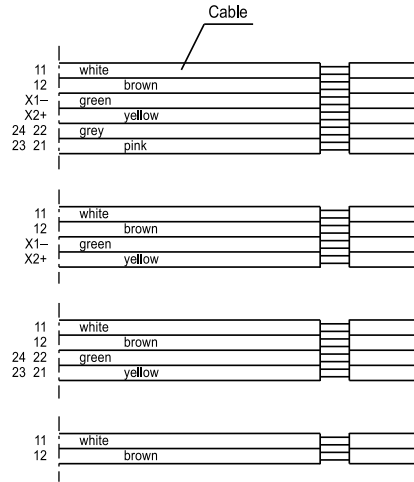 Cable
11 white
12 brown
X1– green
X2+ yellow
24 22 grey
23 21 pink
11 white
12 brown
X1– green
X2+ yellow
11 white
12 brown
24 22 green
23 21 yellow
11 white
12 brown